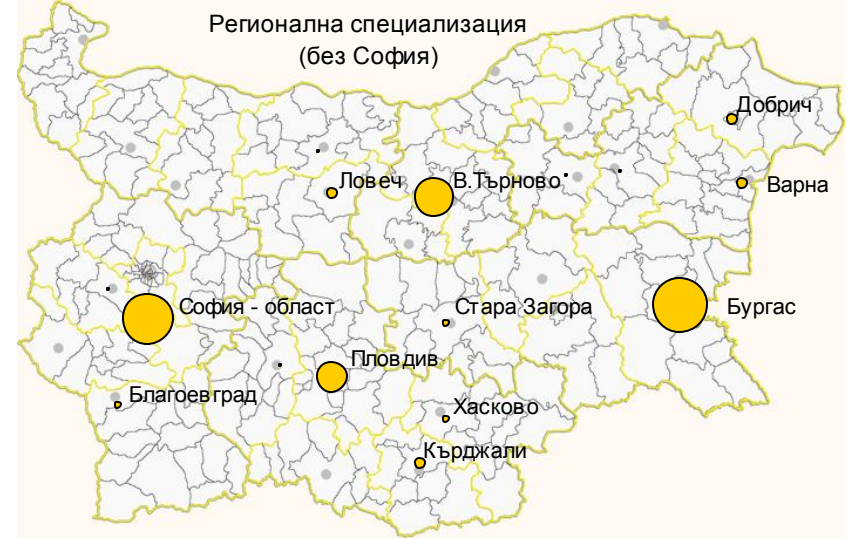 Регионална специализация
(без София)
Добрич
Ловеч
В.Търново
Варна
София - област
Стара Загора
Бургас
Пловдив
Благоевград
Хасково
Кърджали